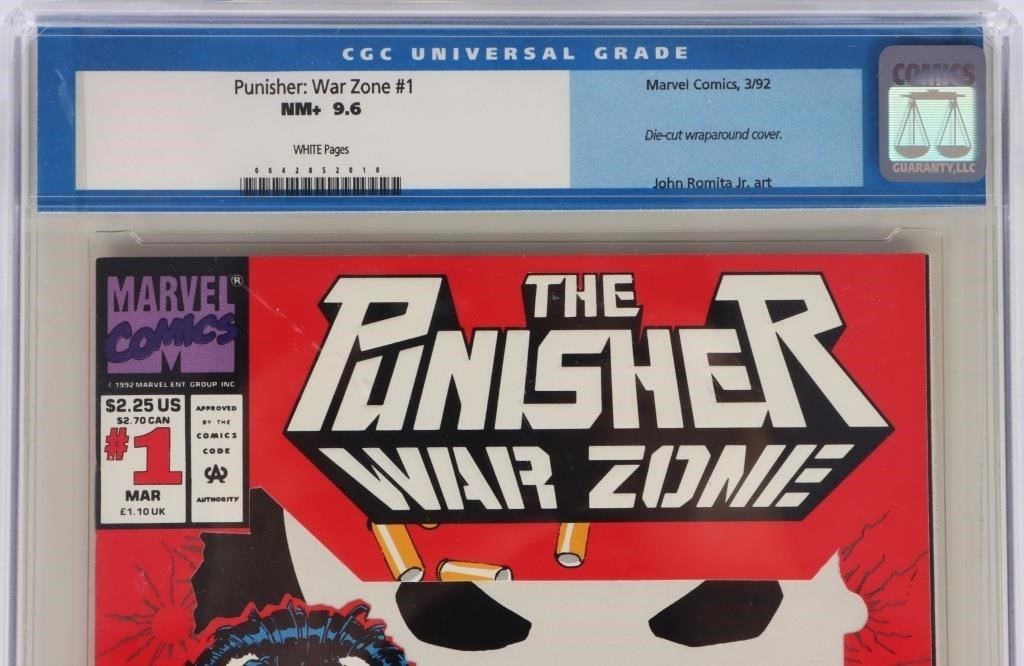 CGC UNIVERSAL GRADE
Punisher: War Zone #1
NM+ 9.6
WHITE Pages
0042852010
Marvel Comics, 3/92
Die-cut wraparound cover.
John Romita Jr. art
COMICS
GUARANTY, LLC
MARVEL ®
COMICS
M
© 1992 MARVEL ENT GROUP INC
$2.25 US
$2.70 CAN
#1
MAR
£1.10 UK
APPROVED
BY THE
COMICS
CODE
CA
AUTHORITY
THE
PUNISHER
WAR ZONE